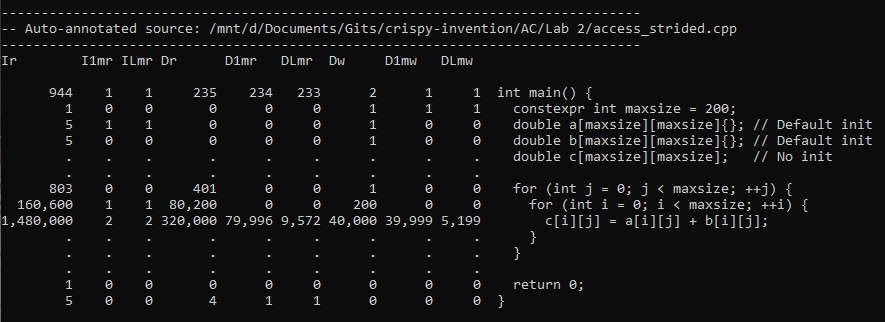 --------------------------------------------------------------------------------
-- Auto-annotated source: /mnt/d/Documents/Gits/crispy-invention/AC/Lab 2/access_strided.cpp
--------------------------------------------------------------------------------
Ir I1mr ILmr Dr D1mr DLmr Dw D1mw DLmw
944 1 1 235 234 233 2 1 1 int main() {
1 0 0 0 0 0 1 1 1 constexpr int maxsize = 200;
5 1 1 0 0 0 1 0 0 double a[maxsize][maxsize]{}; // Default init
5 0 0 0 0 0 1 0 0 double b[maxsize][maxsize]{}; // Default init
. . . . . . . . . double c[maxsize][maxsize]; // No init
. . . . . . . . .
803 0 0 401 0 0 1 0 0 for (int j = 0; j < maxsize; ++j) {
160,600 1 1 80,200 0 0 200 0 0 for (int i = 0; i < maxsize; ++i) {
1,480,000 2 2 320,000 79,996 9,572 40,000 39,999 5,199 c[i][j] = a[i][j] + b[i][j];
. . . . . . . . . }
. . . . . . . . . }
. . . . . . . . .
1 0 0 0 0 0 0 0 0 return 0;
5 0 0 4 1 1 0 0 0 }